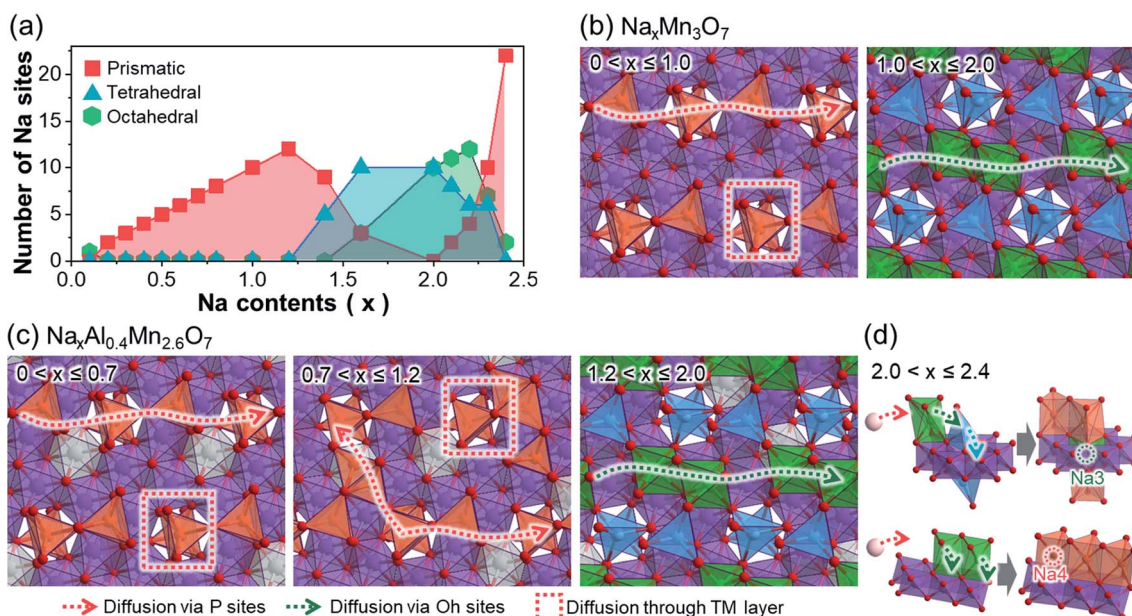 (a)
Number of Na sites
20
15
10
5
0
Prismatic
Tetrahedral
Octahedral
0.0 0.5 1.0 1.5 2.0 2.5
Na contents ( x )
(b) NaxMn3O7
0 < x ≤ 1.0
1.0 < x ≤ 2.0
(c) NaxAl0.4Mn2.6O7
0 < x ≤ 0.7
0.7 < x ≤ 1.2
1.2 < x ≤ 2.0
(d)
2.0 < x ≤ 2.4
Na3
Na4
Diffusion via P sites
Diffusion via Oh sites
Diffusion through TM layer